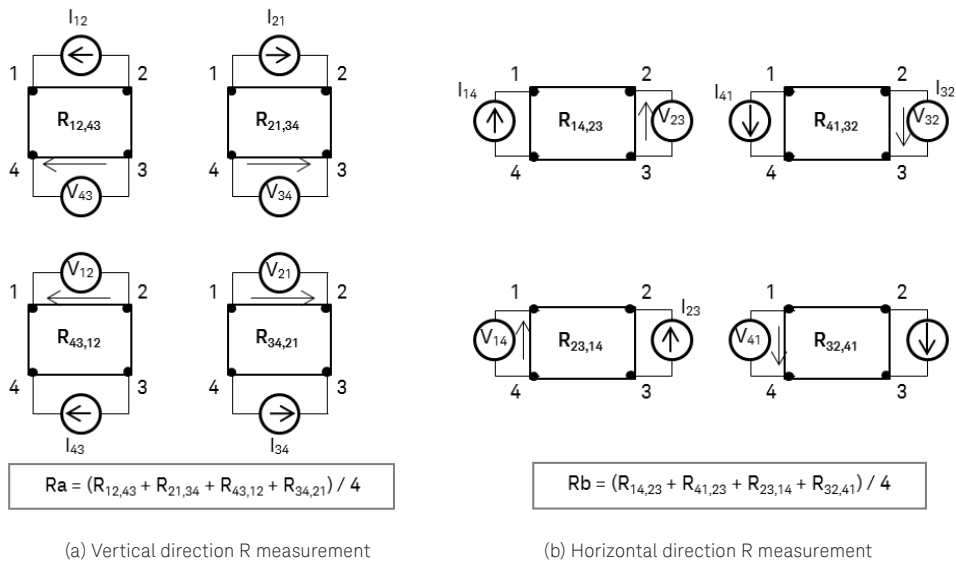 I12 I21
1 2 1 2
R12,43 R21,34
4 3 4 3
V43 V34
V12 V21
1 2 1 2
R43,12 R34,21
4 3 4 3
I43 I34
Ra = (R12,43 + R21,34 + R43,12 + R34,21) / 4
(a) Vertical direction R measurement
1 2 1 2
I14 I41 I32
R14,23 V23 R41,32 V32
4 3 4 3
1 2 I23 1 2
V14 R23,14 V41 R32,41
4 3 4 3
Rb = (R14,23 + R41,23 + R23,14 + R32,41) / 4
(b) Horizontal direction R measurement